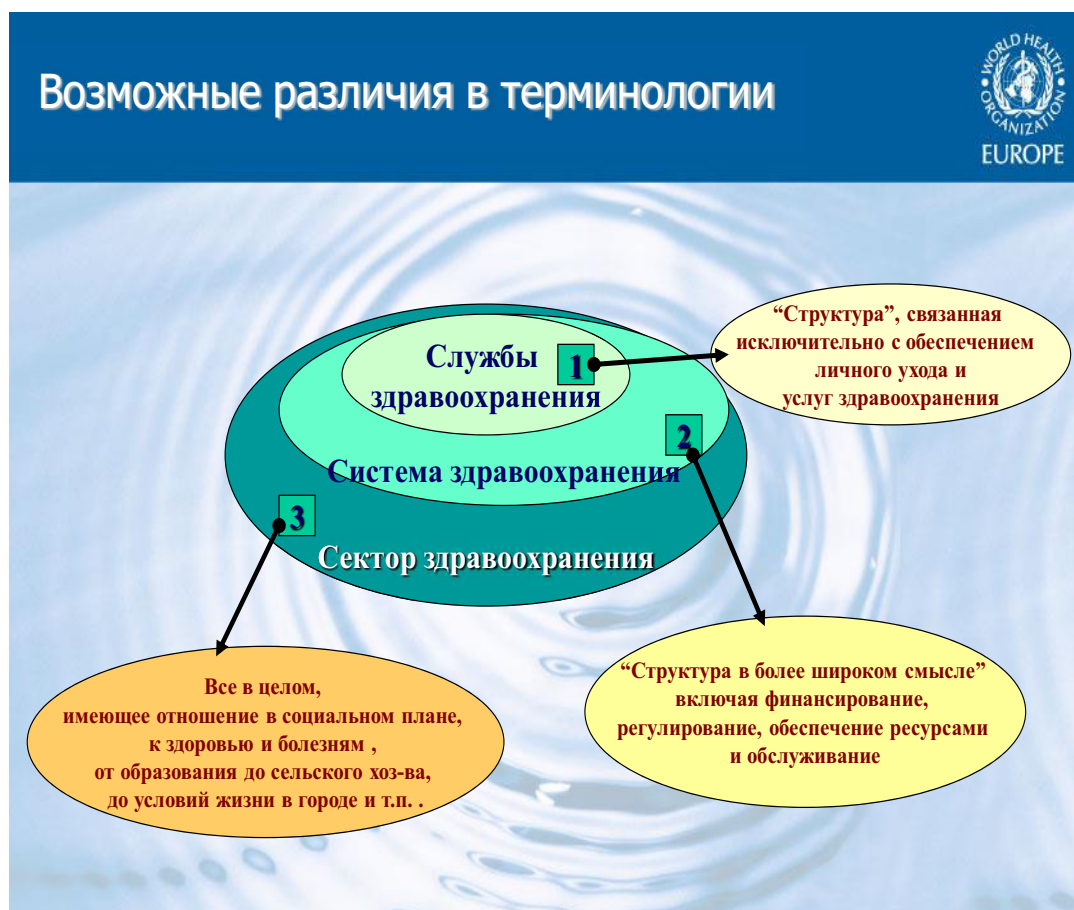 Возможные различия в терминологии
WORLD HEALTH ORGANIZATION
EUROPE
“Структура”, связанная
исключительно с обеспечением
личного ухода и
услуг здравоохранения
Службы
здравоохранения
1
2
Система здравоохранения
3
Сектор здравоохранения
Все в целом,
имеющее отношение в социальном плане,
к здоровью и болезням ,
от образования до сельского хоз-ва,
до условий жизни в городе и т.п. .
“Структура в более широком смысле”
включая финансирование,
регулирование, обеспечение ресурсами
и обслуживание